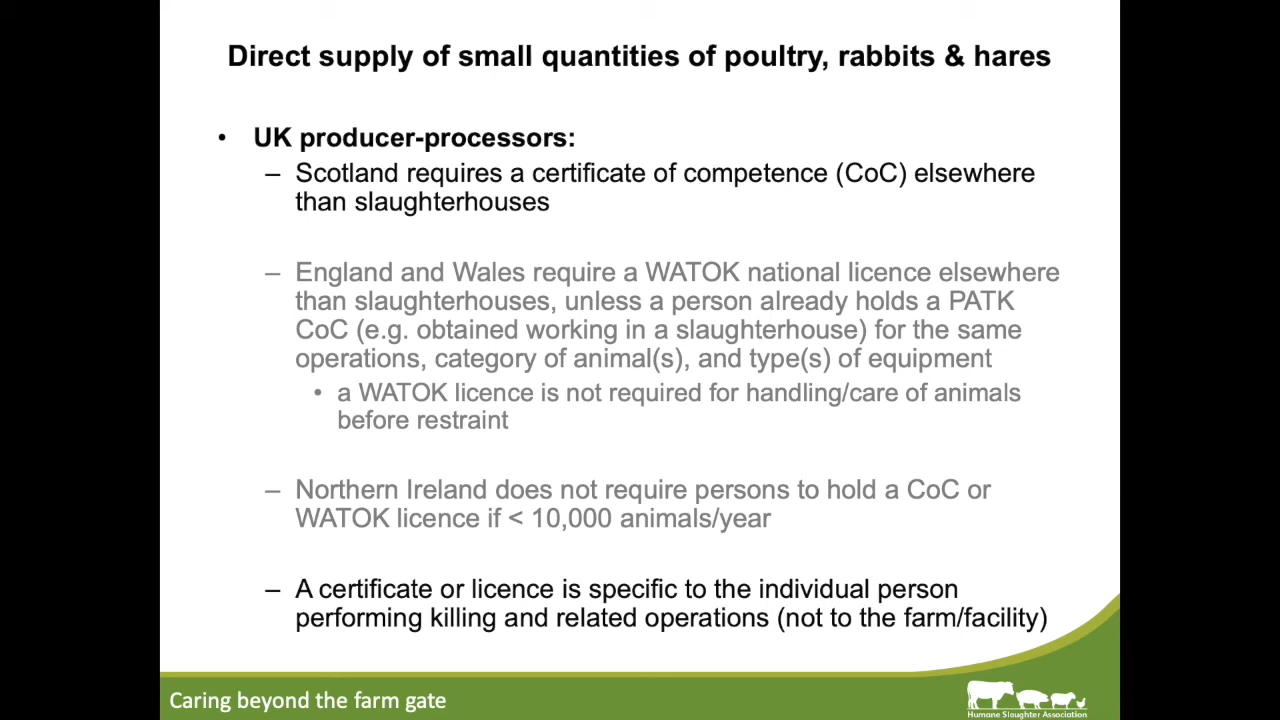 Direct supply of small quantities of poultry, rabbits & hares
• UK producer-processors:
– Scotland requires a certificate of competence (CoC) elsewhere
than slaughterhouses
– England and Wales require a WATOK national licence elsewhere
than slaughterhouses, unless a person already holds a PATK
CoC (e.g. obtained working in a slaughterhouse) for the same
operations, category of animal(s), and type(s) of equipment
• a WATOK licence is not required for handling/care of animals
before restraint
– Northern Ireland does not require persons to hold a CoC or
WATOK licence if < 10,000 animals/year
– A certificate or licence is specific to the individual person
performing killing and related operations (not to the farm/facility)
Caring beyond the farm gate
Humane Slaughter Association